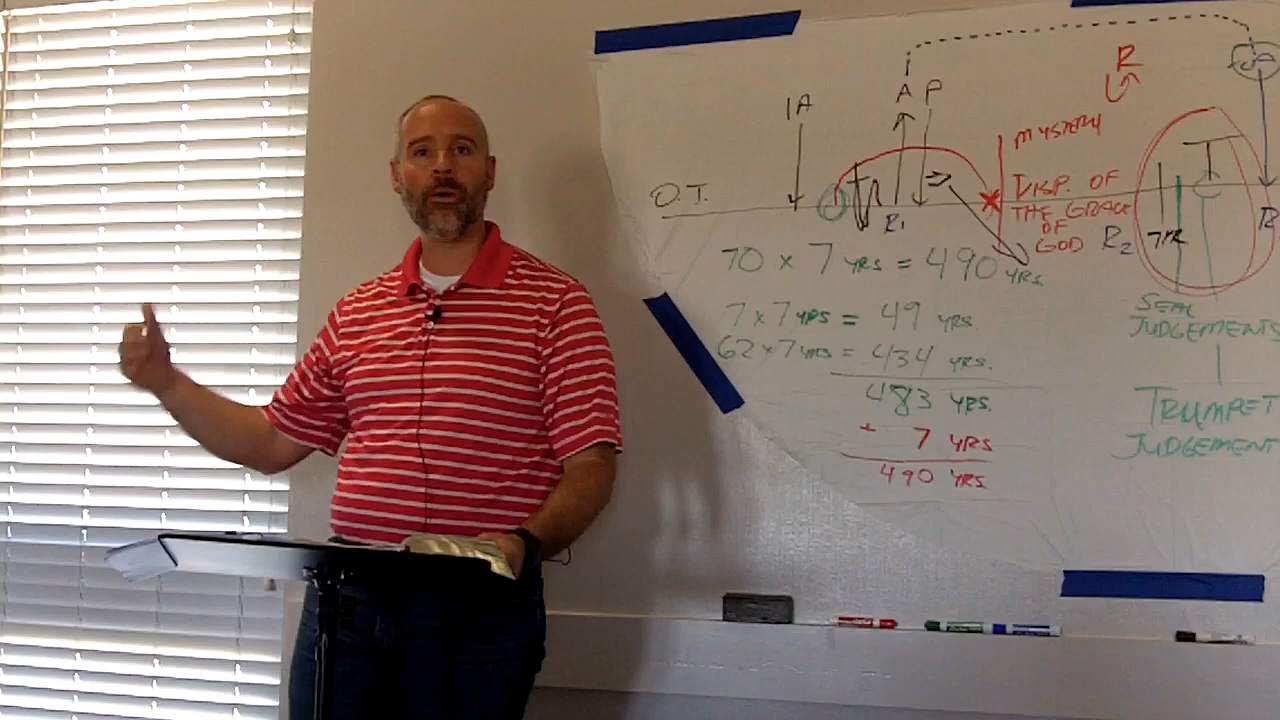 R
1A
A P
MYSTERY
O.T.
DISP. OF
THE GRACE
OF
GOD
R1
R2
7YR
R
70 x 7 YRS = 490 YRS.
7 x 7 YRS = 49 YRS.
62 x 7 YRS = 434 YRS.
483 YRS.
+ 7 YRS
490 YRS
SEAL
JUDGEMENTS
TRUMPET
JUDGEMENT